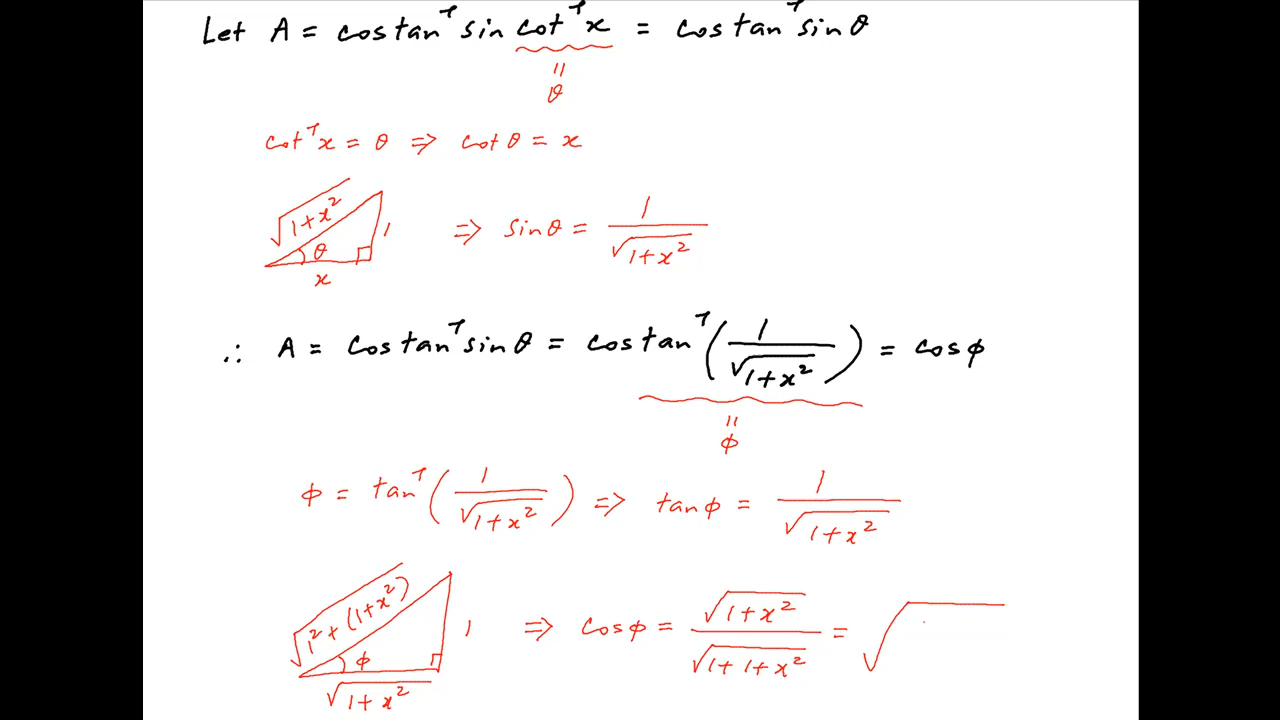 Let A = cos tan⁻¹ sin cot⁻¹ x = cos tan⁻¹ sin θ
=
θ
cot⁻¹ x = θ ⇒ cot θ = x
√(1+x²) θ 1 x ⇒ sin θ = 1/√(1+x²)
∴ A = cos tan⁻¹ sin θ = cos tan⁻¹ (1/√(1+x²)) = cos ϕ
=
ϕ
ϕ = tan⁻¹ (1/√(1+x²)) ⇒ tan ϕ = 1/√(1+x²)
√(1²+(1+x²)) ϕ 1 √(1+x²) ⇒ cos ϕ = √(1+x²)/√(1+1+x²) = √